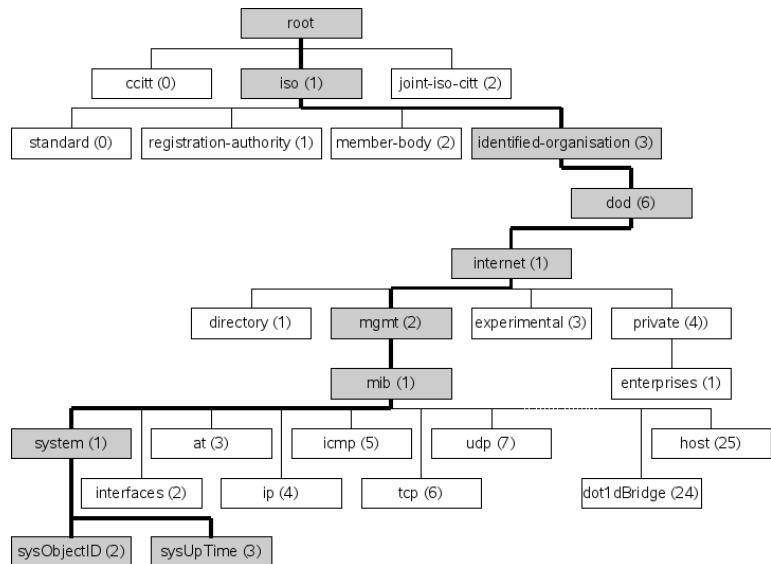 root
ccitt (0)
iso (1)
joint-iso-citt (2)
standard (0)
registration-authority (1)
member-body (2)
identified-organisation (3)
dod (6)
internet (1)
directory (1)
mgmt (2)
experimental (3)
private (4))
mib (1)
enterprises (1)
system (1)
at (3)
icmp (5)
udp (7)
host (25)
interfaces (2)
ip (4)
tcp (6)
dot1dBridge (24)
sysObjectID (2)
sysUpTime (3)